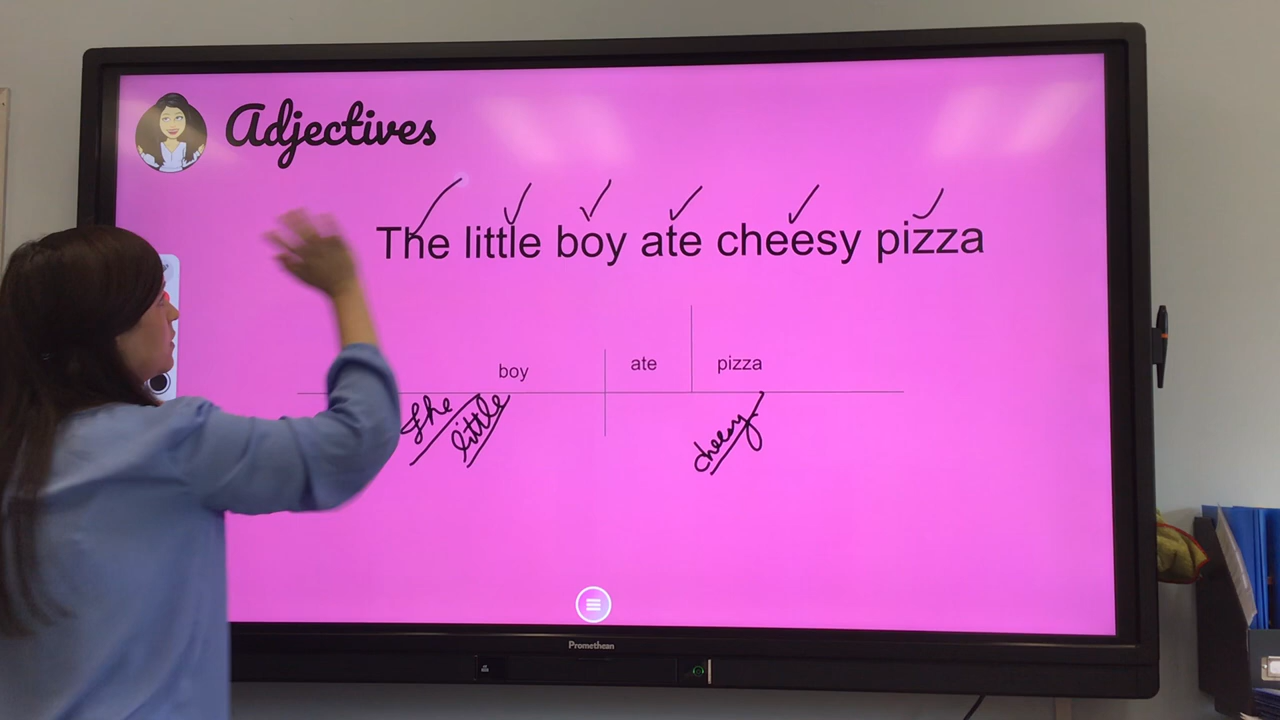 Adjectives
The little boy ate cheesy pizza
boy ate pizza
The little cheesy
Promethean